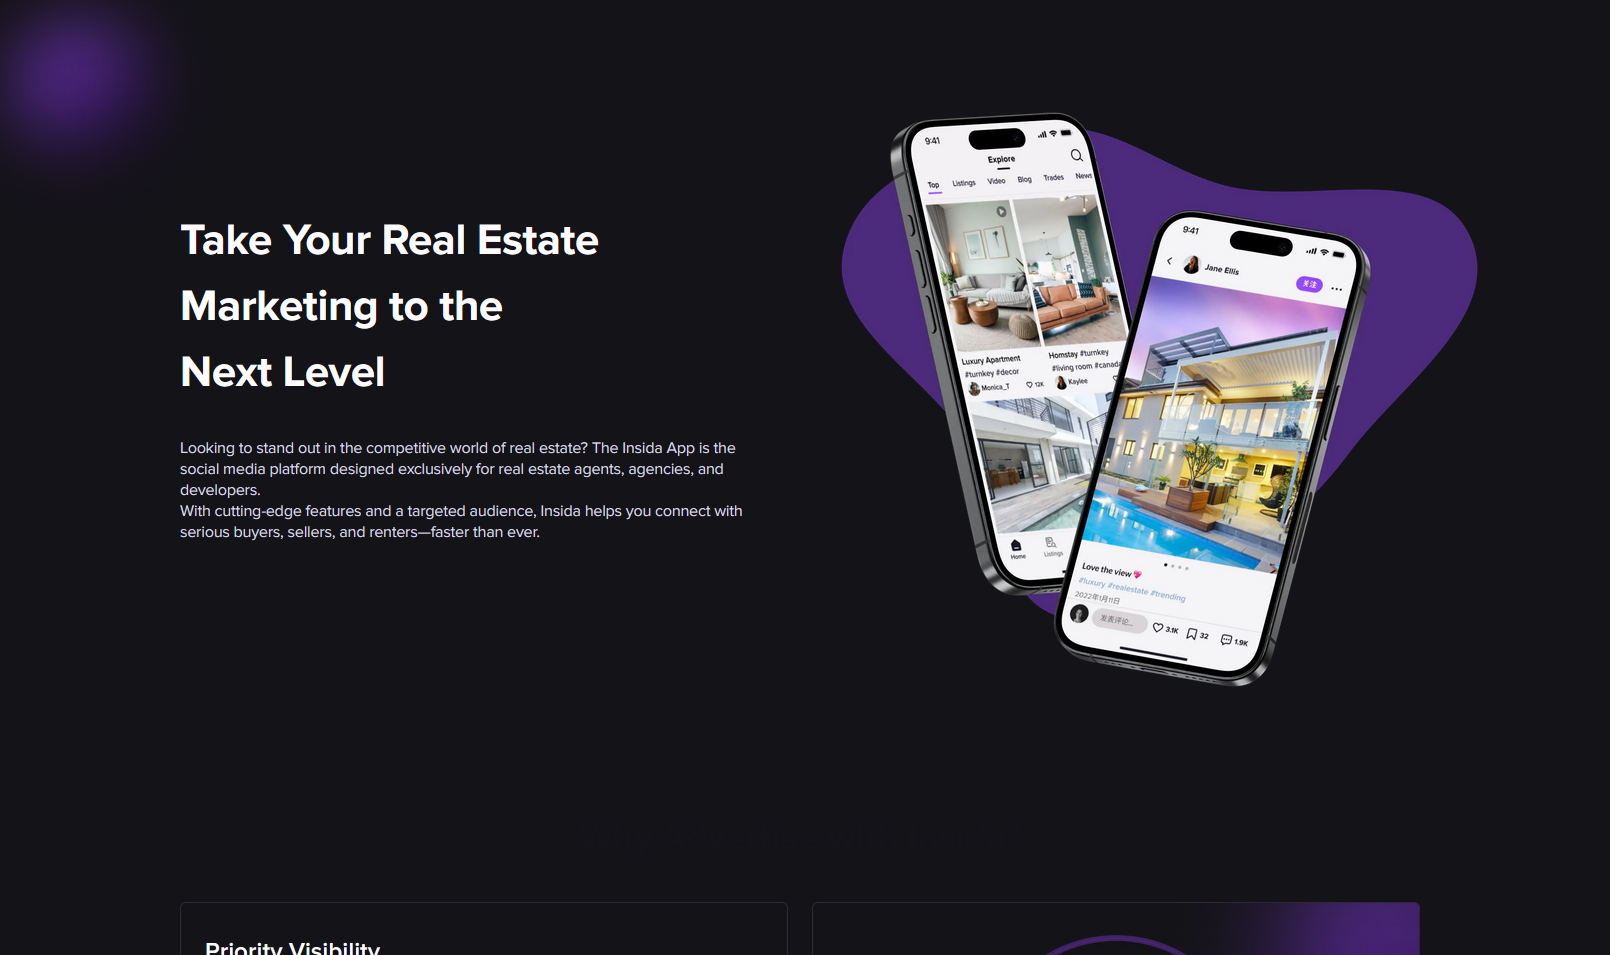 Take Your Real Estate
Marketing to the
Next Level
Looking to stand out in the competitive world of real estate? The Insida App is the
social media platform designed exclusively for real estate agents, agencies, and
developers.
With cutting-edge features and a targeted audience, Insida helps you connect with
serious buyers, sellers, and renters—faster than ever.
9:41
Explore
Top Listings Video Blog Trades News
Luxury Apartment
#turnkey #decor
Monica_T 12K
Homstay #turnkey
#living room #canada
Kaylee
Home Listings
9:41
Jane Ellis
关注
Love the view
#luxury #realestate #trending
2022年1月11日
发表评论...
3.1K 32 1.9K
Priority Visibility